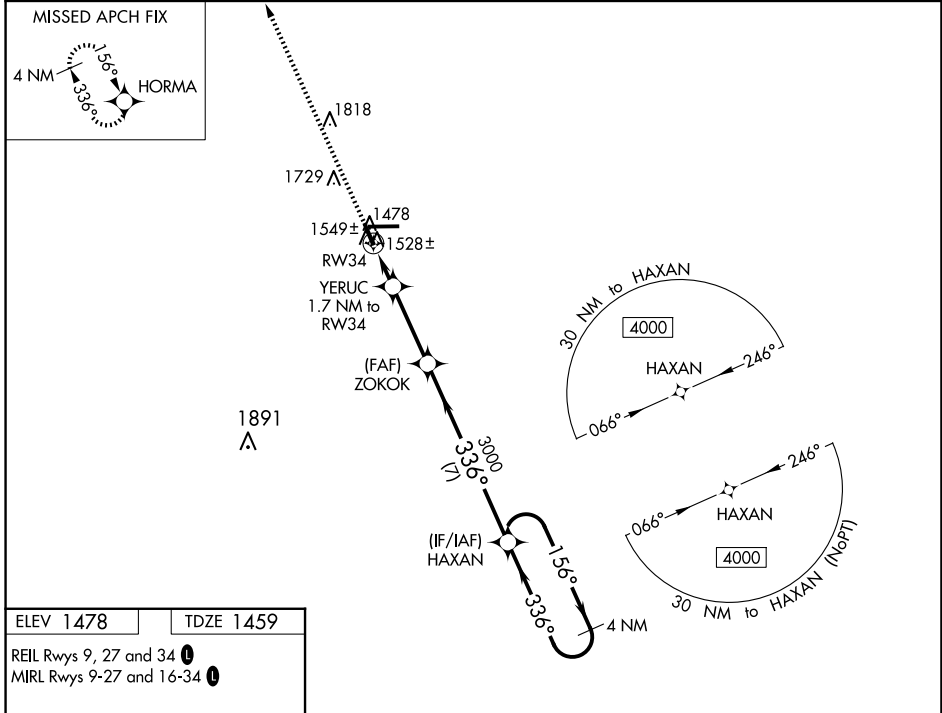 MISSED APCH FIX
4 NM
156°
336°
HORMA
1818
1729
1478
1549±
1528±
RW34
YERUC
1.7 NM to
RW34
(FAF)
ZOKOK
1891
3000
336°
(7)
(IF/IAF)
HAXAN
156°
336°
4 NM
30 NM to HAXAN
4000
HAXAN
246°
066°
246°
066°
HAXAN
4000
30 NM to HAXAN (NoPT)
ELEV 1478
TDZE 1459
REIL Rwys 9, 27 and 34 L
MIRL Rwys 9-27 and 16-34 L